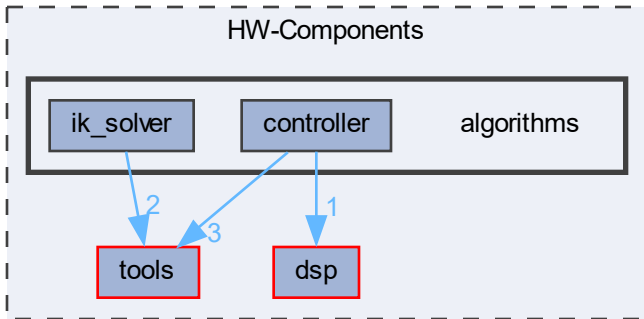 HW-Components
ik_solver
controller
algorithms
2
3
1
tools
dsp